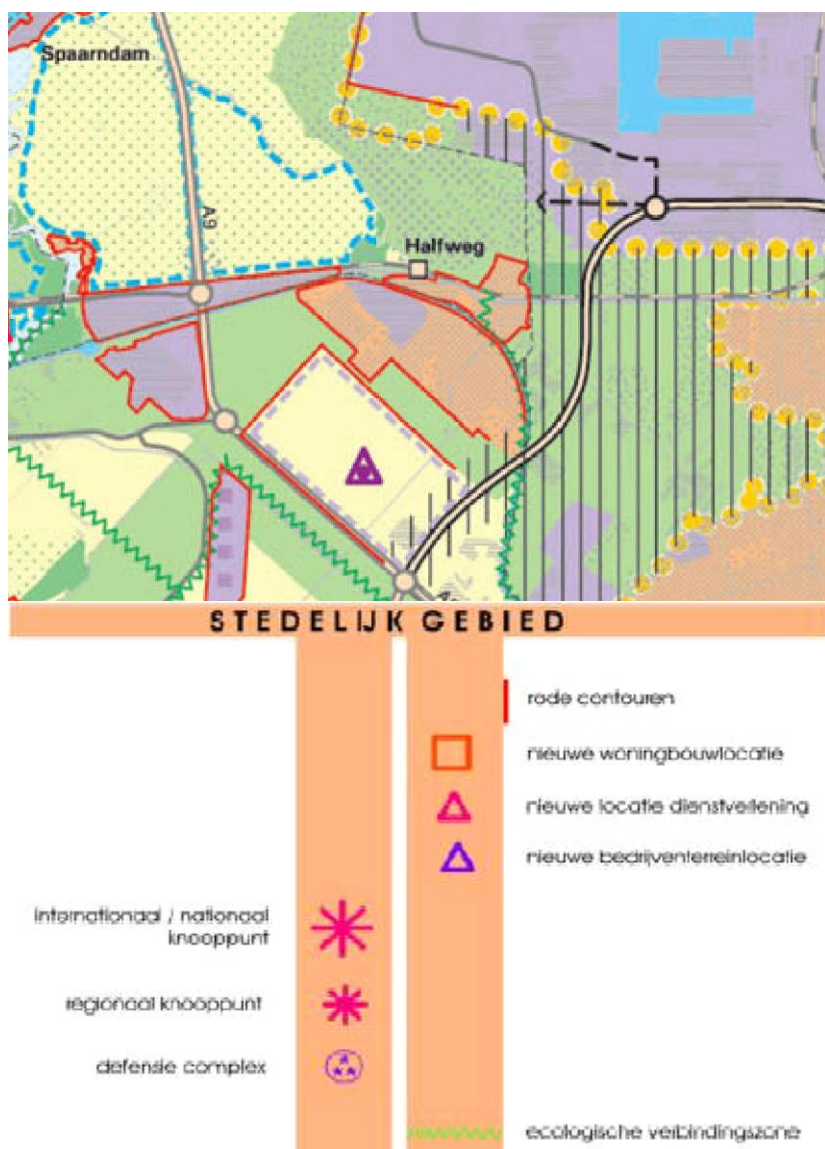 Spaarndam
A9
Halfweg
STEDELIJK GEBIED
rode contouren
nieuwe woningbouwlocatie
nieuwe locatie dienstverlening
nieuwe bedrijventerreinlocatie
internationaal / nationaal
knooppunt
regionaal knooppunt
defensie complex
ecologische verbindingszone